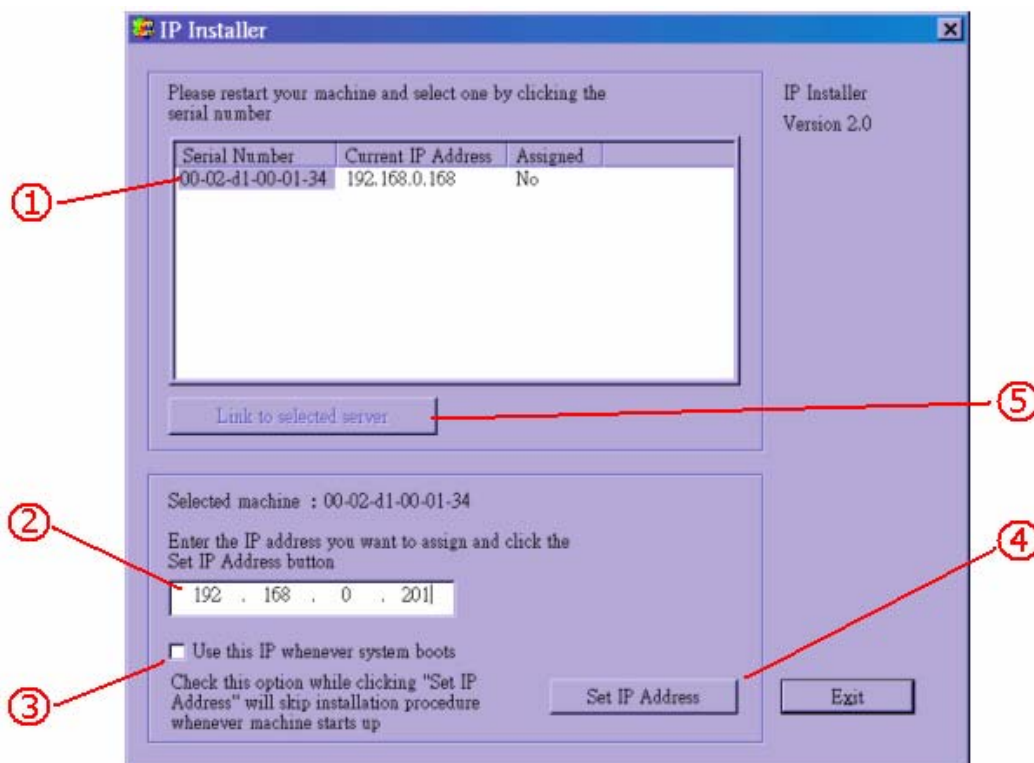 IP Installer
Please restart your machine and select one by clicking the
serial number
IP Installer
Version 2.0
Serial Number Current IP Address Assigned
00-02-d1-00-01-34 192.168.0.168 No
1
Link to selected server
5
Selected machine : 00-02-d1-00-01-34
2
Enter the IP address you want to assign and click the
Set IP Address button
4
192 . 168 . 0 . 201
Use this IP whenever system boots
3
Check this option while clicking "Set IP
Address" will skip installation procedure
whenever machine starts up
Set IP Address
Exit